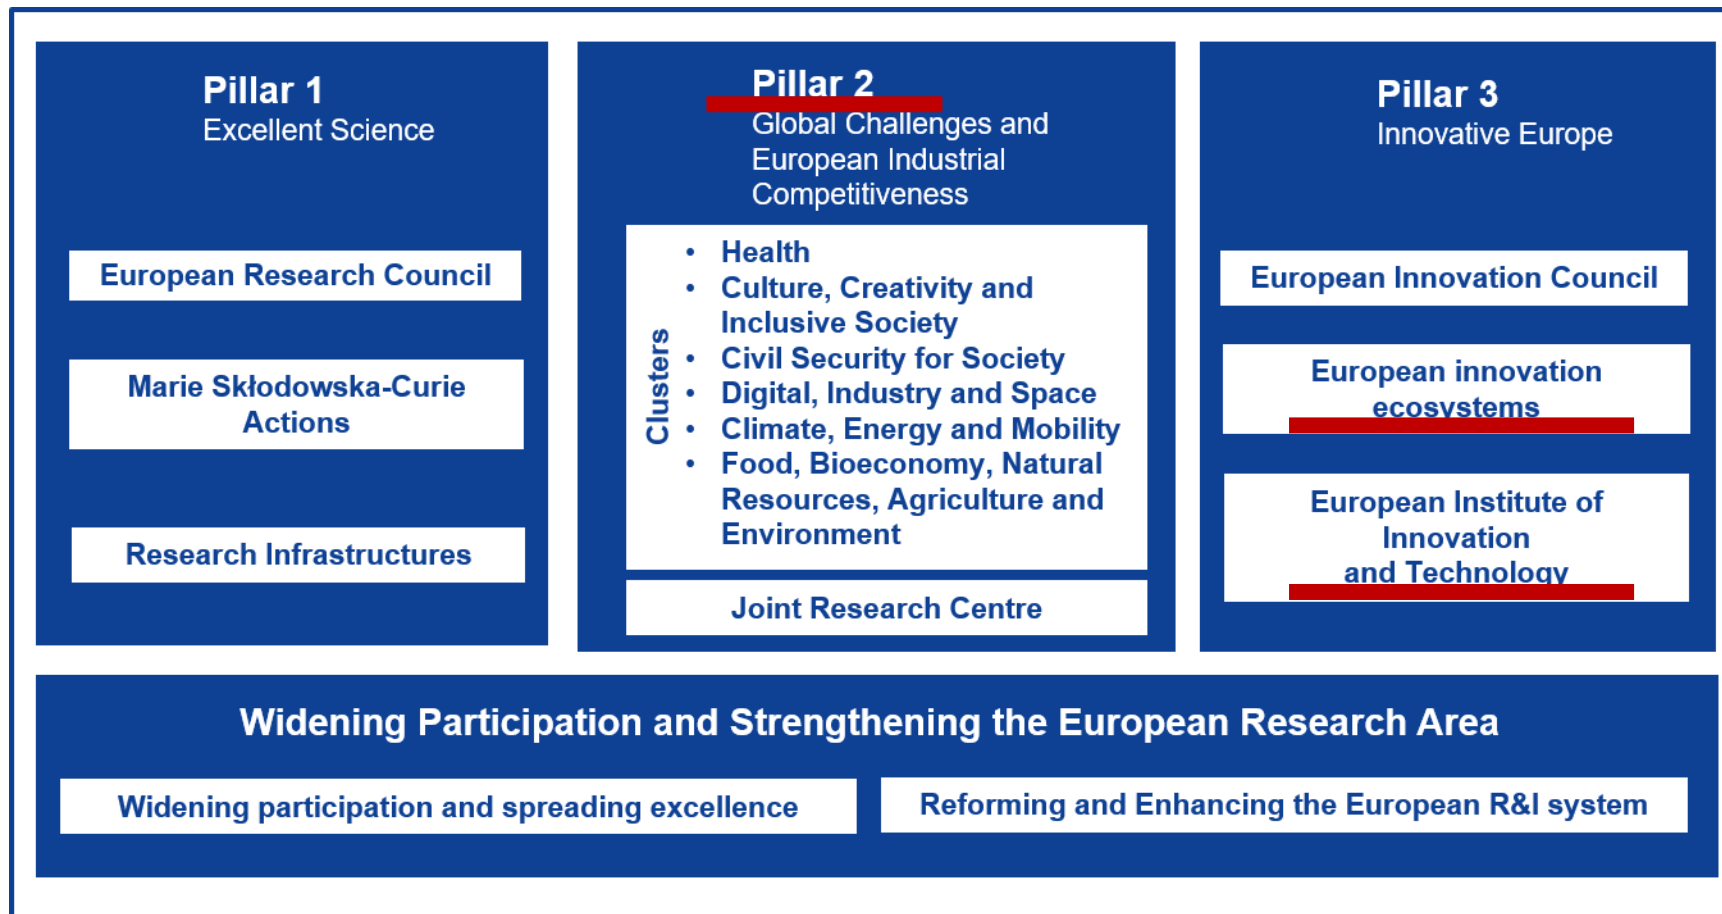 Pillar 1
Excellent Science
European Research Council
Marie Skłodowska-Curie
Actions
Research Infrastructures
Pillar 2
Global Challenges and
European Industrial
Competitiveness
Clusters
• Health
• Culture, Creativity and
Inclusive Society
• Civil Security for Society
• Digital, Industry and Space
• Climate, Energy and Mobility
• Food, Bioeconomy, Natural
Resources, Agriculture and
Environment
Joint Research Centre
Pillar 3
Innovative Europe
European Innovation Council
European innovation
ecosystems
European Institute of
Innovation
and Technology
Widening Participation and Strengthening the European Research Area
Widening participation and spreading excellence
Reforming and Enhancing the European R&I system